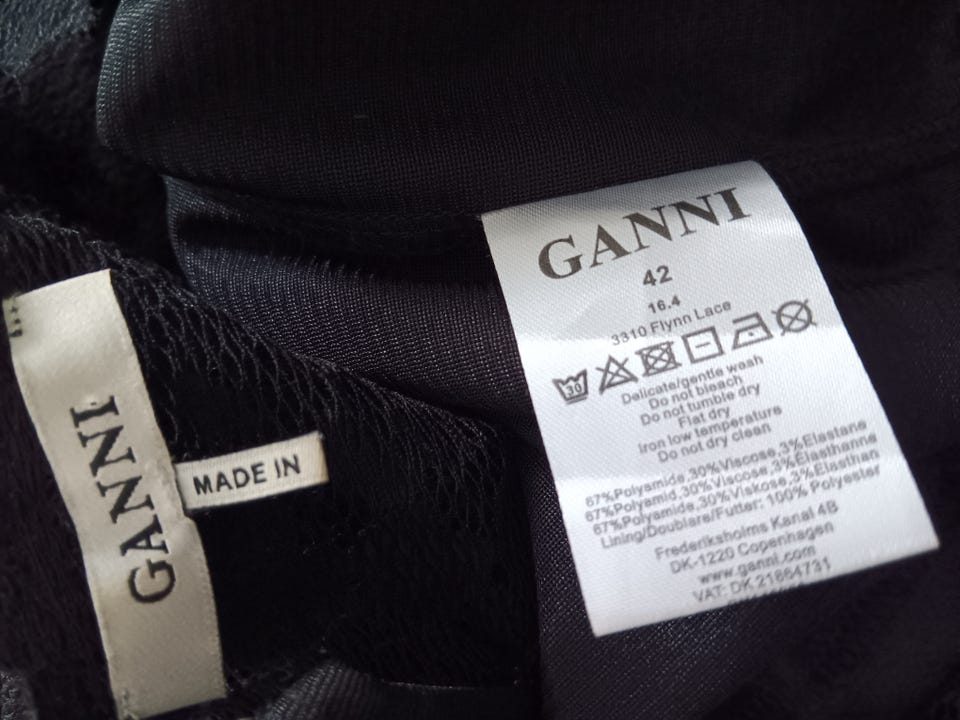 GANNI
MADE IN
GANNI
42
16.4
3310 Flynn Lace
30
Delicate/gentle wash
Do not bleach
Do not tumble dry
Flat dry
Iron low temperature
Do not dry clean
67%Polyamide,30%Viscose,3%Elastane
67%Polyamid,30%Viscose,3%Elasthanne
67%Polyamide,30%Viskose,3%Elasthan
Lining/Doublare/Futter: 100% Polyester
Frederiksholms Kanal 4B
DK-1220 Copenhagen
www.ganni.com
VAT: DK 21664731